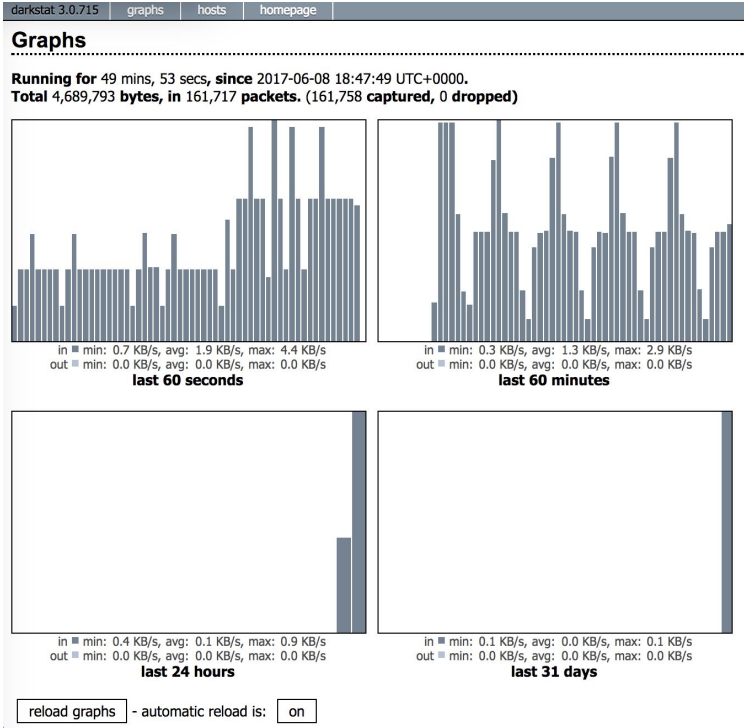 darkstat 3.0.715 graphs hosts homepage
Graphs
Running for 49 mins, 53 secs, since 2017-06-08 18:47:49 UTC+0000.
Total 4,689,793 bytes, in 161,717 packets. (161,758 captured, 0 dropped)
in min: 0.7 KB/s, avg: 1.9 KB/s, max: 4.4 KB/s
out min: 0.0 KB/s, avg: 0.0 KB/s, max: 0.0 KB/s
last 60 seconds
in min: 0.3 KB/s, avg: 1.3 KB/s, max: 2.9 KB/s
out min: 0.0 KB/s, avg: 0.0 KB/s, max: 0.0 KB/s
last 60 minutes
in min: 0.4 KB/s, avg: 0.1 KB/s, max: 0.9 KB/s
out min: 0.0 KB/s, avg: 0.0 KB/s, max: 0.0 KB/s
last 24 hours
in min: 0.1 KB/s, avg: 0.0 KB/s, max: 0.1 KB/s
out min: 0.0 KB/s, avg: 0.0 KB/s, max: 0.0 KB/s
last 31 days
reload graphs - automatic reload is: on